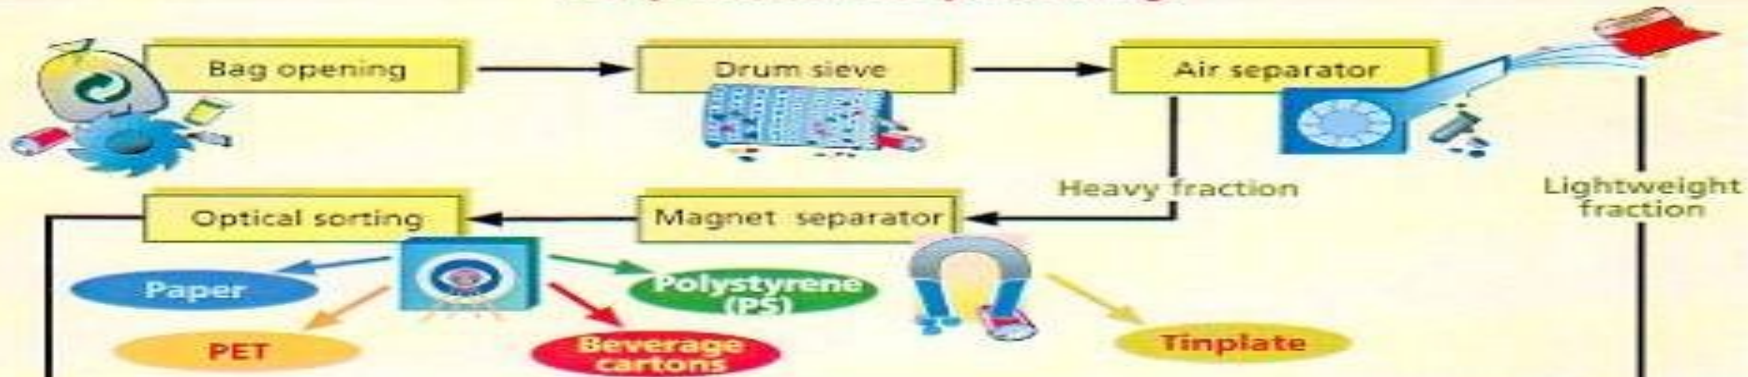 Bag opening
Drum sieve
Air separator
Heavy fraction
Lightweight
fraction
Optical sorting
Magnet separator
Paper
Polystyrene
(PS)
PET
Beverage
cartons
Tinplate